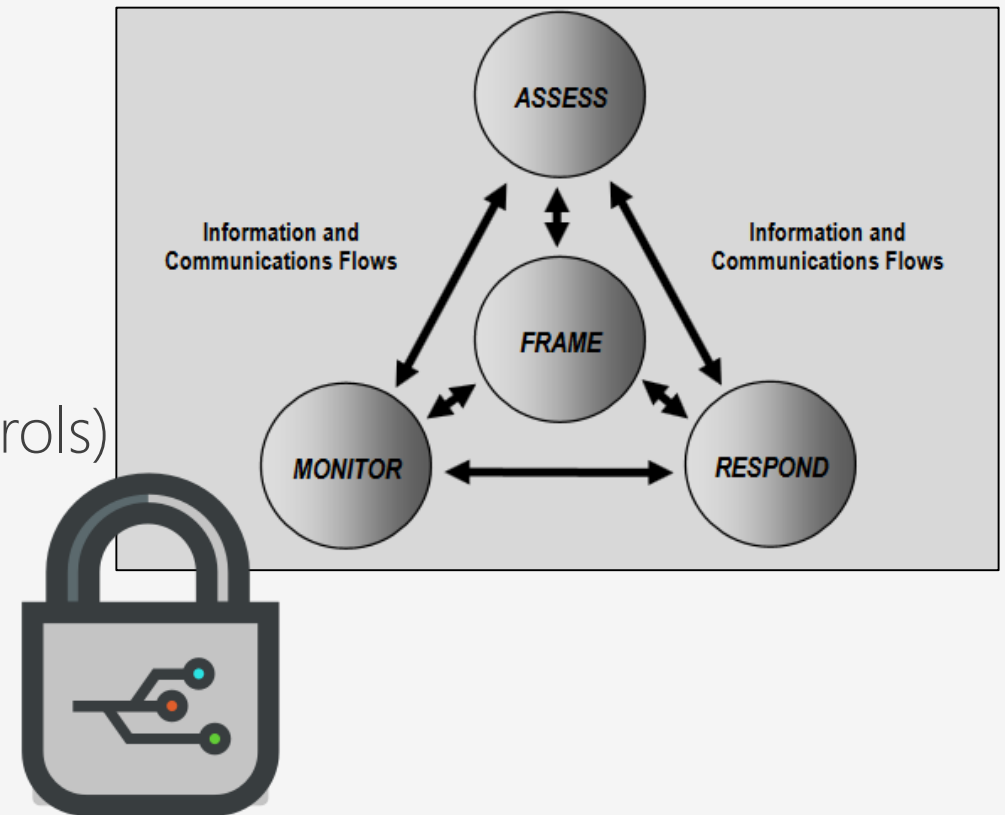 ASSESS
Information and
Communications Flows
Information and
Communications Flows
FRAME
rols)
MONITOR
RESPOND